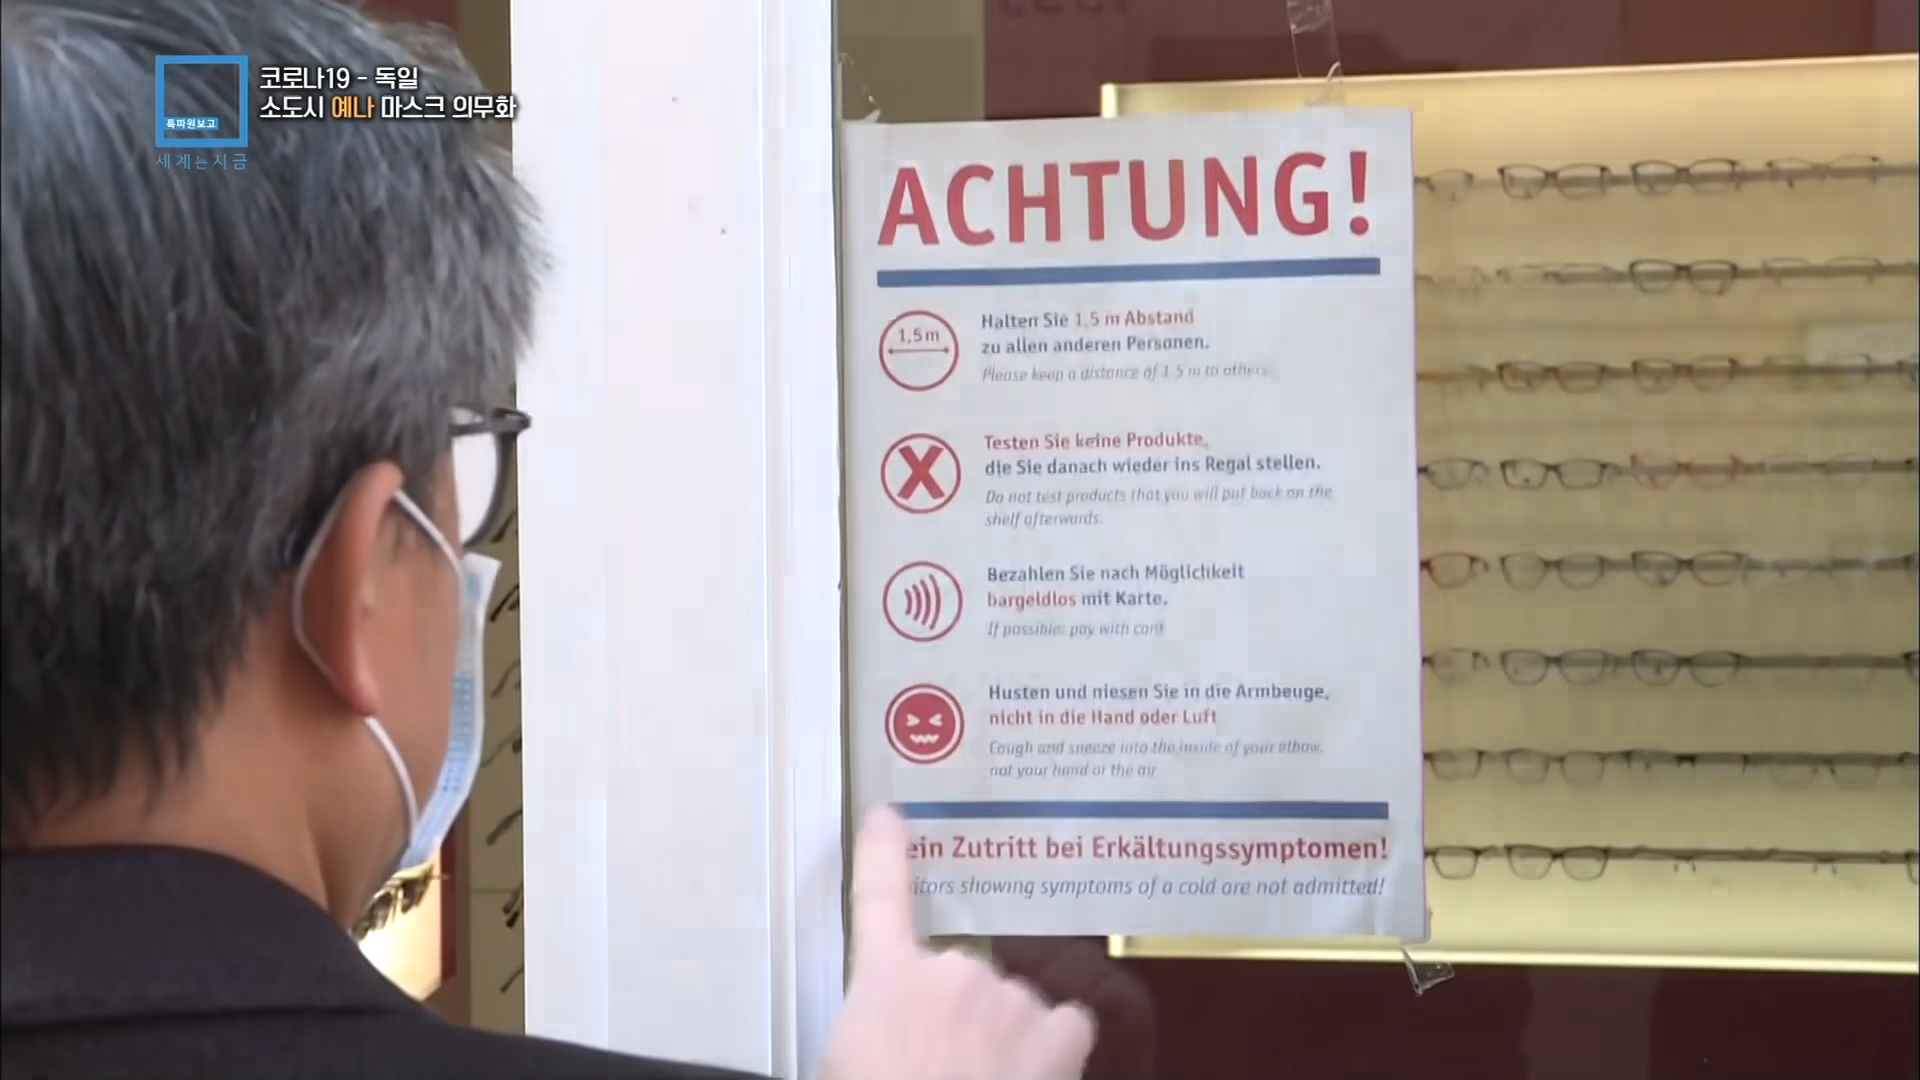 코로나19 - 독일
소도시 예나 마스크 의무화
특파원보고
세계는지금
ACHTUNG!
1,5 m
Halten Sie 1,5 m Abstand
zu allen anderen Personen.
Please keep a distance of 1.5 m to others.
Testen Sie keine Produkte,
die Sie danach wieder ins Regal stellen.
Do not test products that you will put back on the
shelf afterwards.
Bezahlen Sie nach Möglichkeit
bargeldlos mit Karte.
If possible: pay with card
Husten und niesen Sie in die Armbeuge,
nicht in die Hand oder Luft
Cough and sneeze into the inside of your elbow,
not your hand or the air
ein Zutritt bei Erkältungssymptomen!
itors showing symptoms of a cold are not admitted!